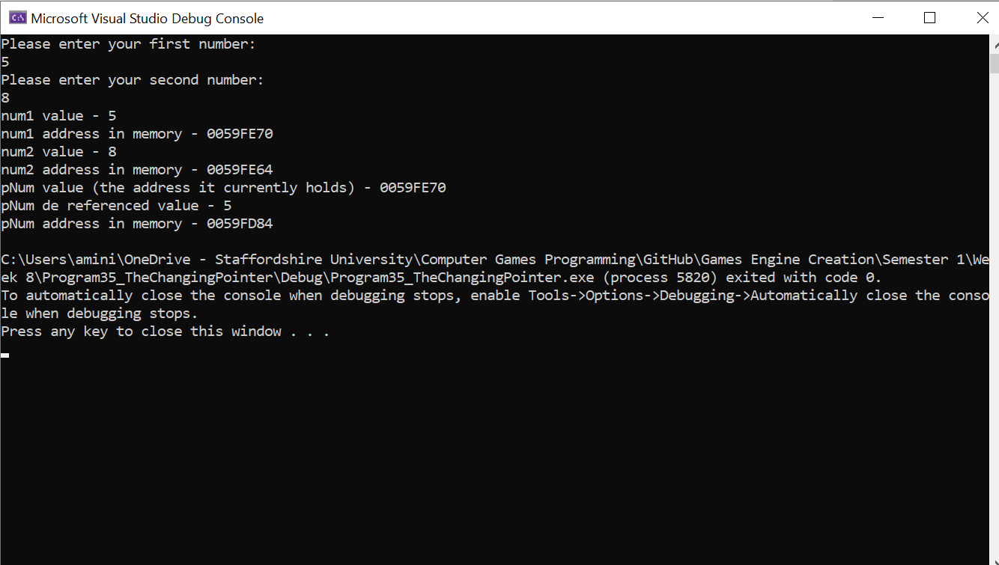 Microsoft Visual Studio Debug Console
Please enter your first number:
5
Please enter your second number:
8
num1 value - 5
num1 address in memory - 0059FE70
num2 value - 8
num2 address in memory - 0059FE64
pNum value (the address it currently holds) - 0059FE70
pNum de referenced value - 5
pNum address in memory - 0059FD84
C:\Users\amini\OneDrive - Staffordshire University\Computer Games Programming\GitHub\Games Engine Creation\Semester 1\We
ek 8\Program35_TheChangingPointer\Debug\Program35_TheChangingPointer.exe (process 5820) exited with code 0.
To automatically close the console when debugging stops, enable Tools->Options->Debugging->Automatically close the conso
le when debugging stops.
Press any key to close this window . . .